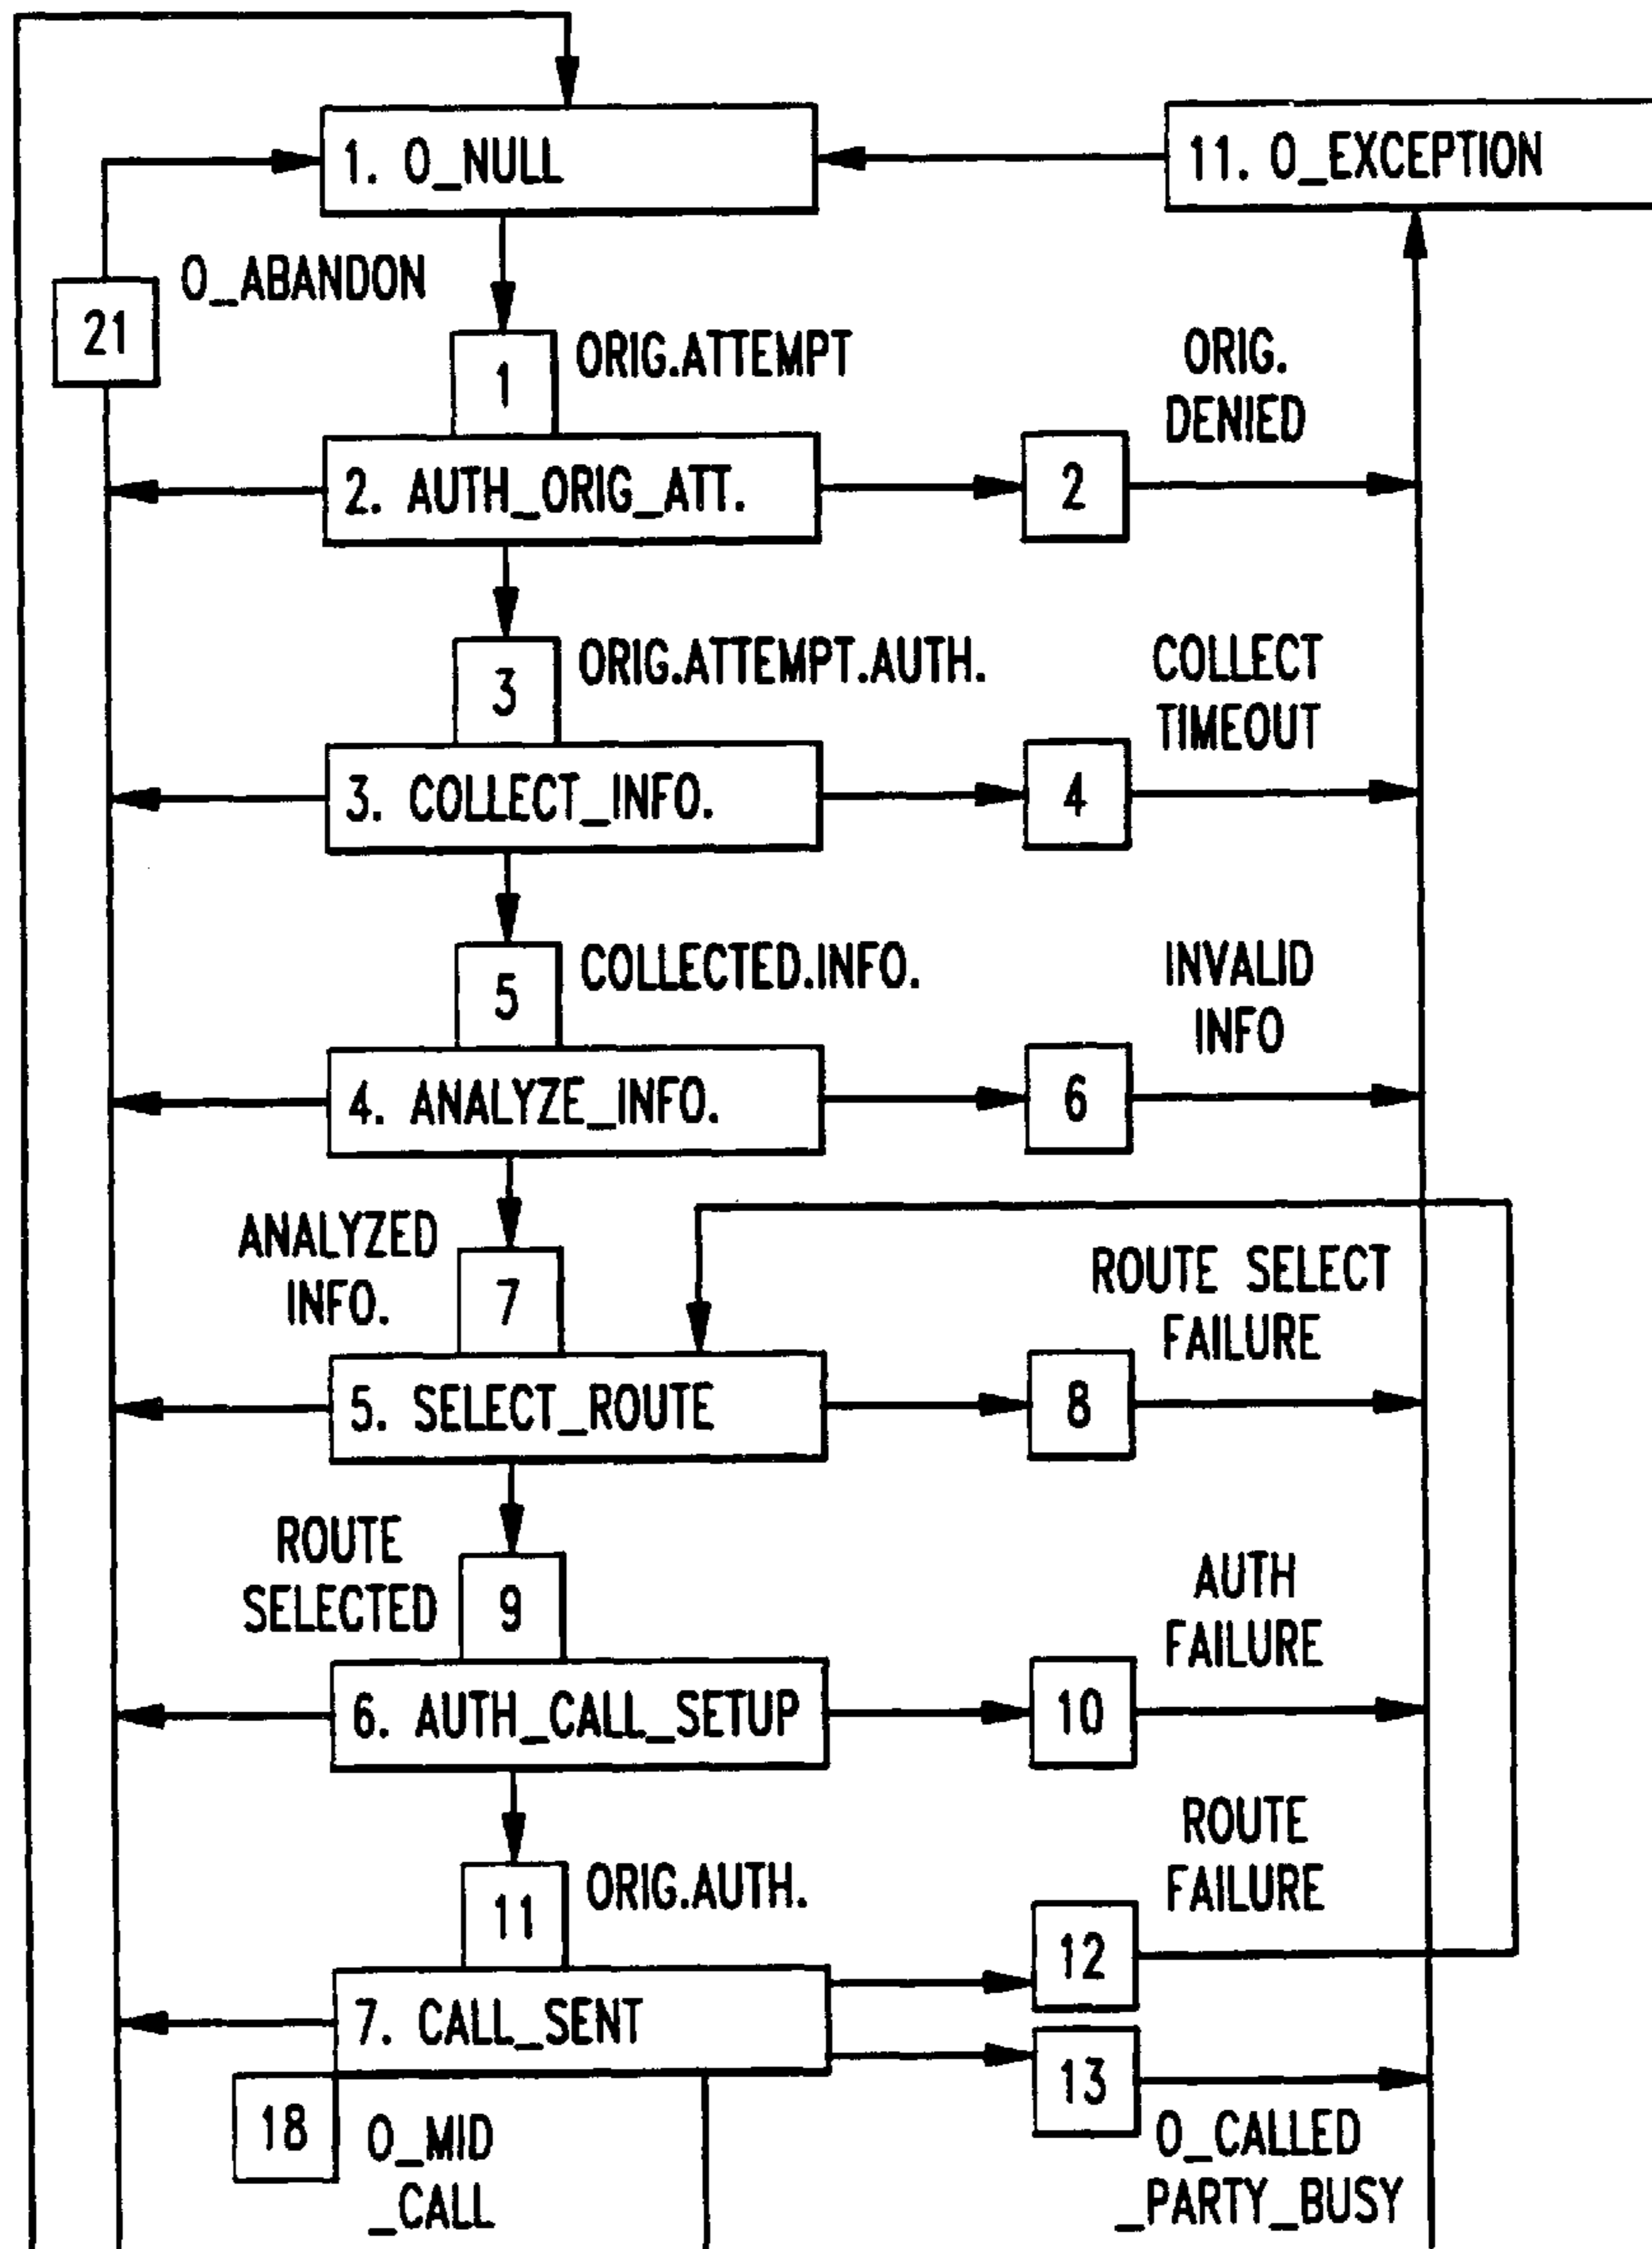 1. O_NULL
11. O_EXCEPTION
21
O_ABANDON
1
ORIG.ATTEMPT
ORIG.
DENIED
2. AUTH_ORIG_ATT.
2
3
ORIG.ATTEMPT.AUTH.
COLLECT
TIMEOUT
3. COLLECT_INFO.
4
5
COLLECTED.INFO.
INVALID
INFO
4. ANALYZE_INFO.
6
ANALYZED
INFO.
7
ROUTE SELECT
FAILURE
5. SELECT_ROUTE
8
ROUTE
SELECTED
9
AUTH
FAILURE
6. AUTH_CALL_SETUP
10
11
ORIG.AUTH.
ROUTE
FAILURE
12
7. CALL_SENT
13
18
O_MID
_CALL
O_CALLED
_PARTY_BUSY